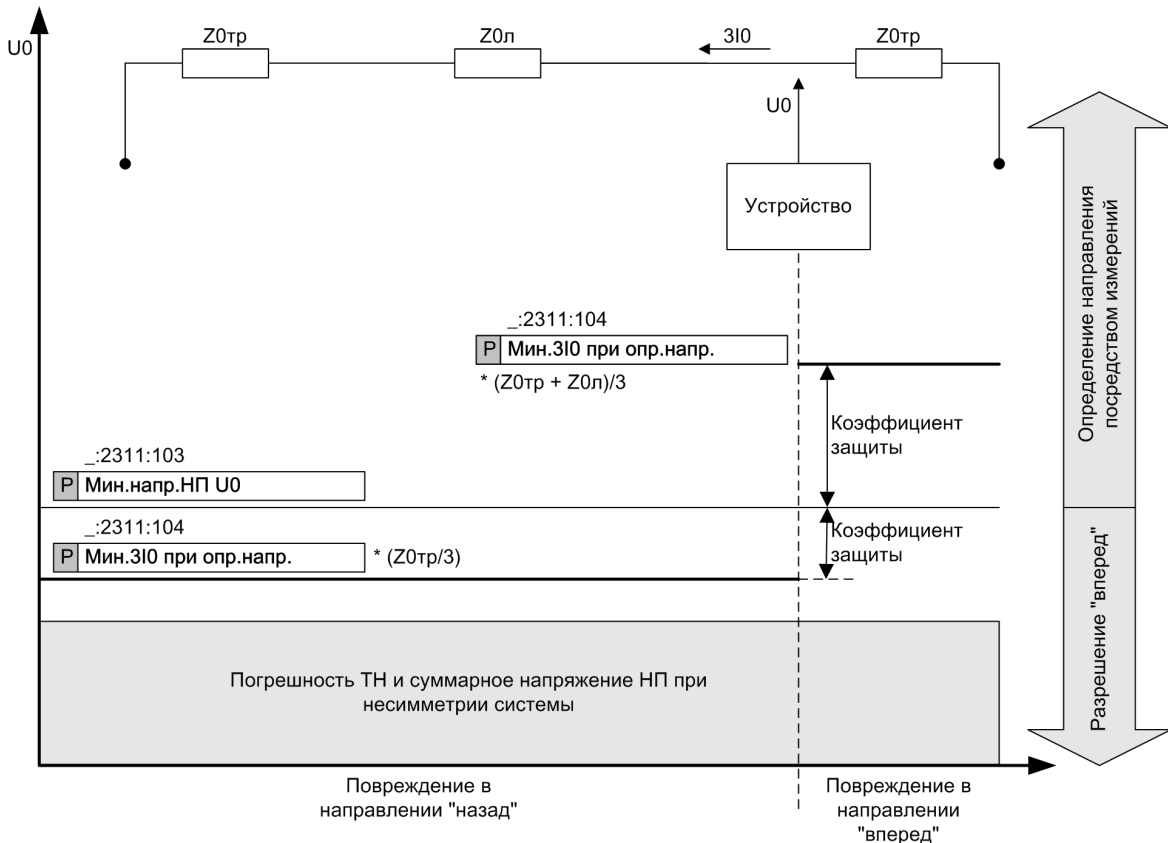 U0
Z0тр
Z0л
3I0
Z0тр
U0
Устройство
Определение направления
посредством измерений
_:2311:104
P Мин.3I0 при опр.напр.
* (Z0тр + Z0л)/3
Коэффициент
защиты
_:2311:103
P Мин.напр.НП U0
_:2311:104
P Мин.3I0 при опр.напр. * (Z0тр/3)
Коэффициент
защиты
Разрешение "вперед"
Погрешность ТН и суммарное напряжение НП при
несимметрии системы
Повреждение в
направлении "назад"
Повреждение в
направлении
"вперед"